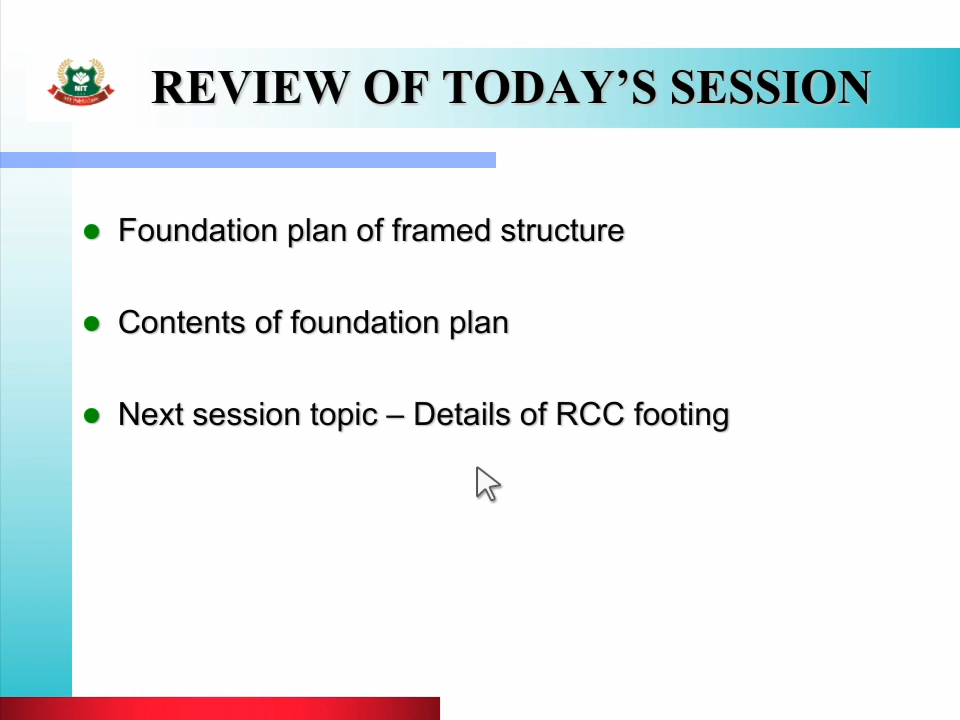 NIT
REVIEW OF TODAY’S SESSION
Foundation plan of framed structure
Contents of foundation plan
Next session topic – Details of RCC footing